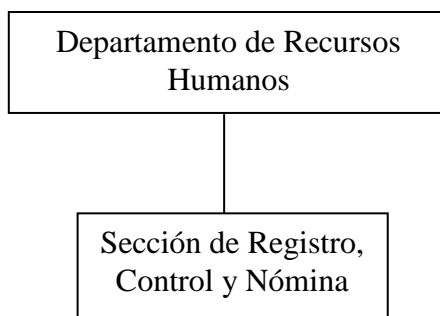 Departamento de Recursos
Humanos
Sección de Registro,
Control y Nómina